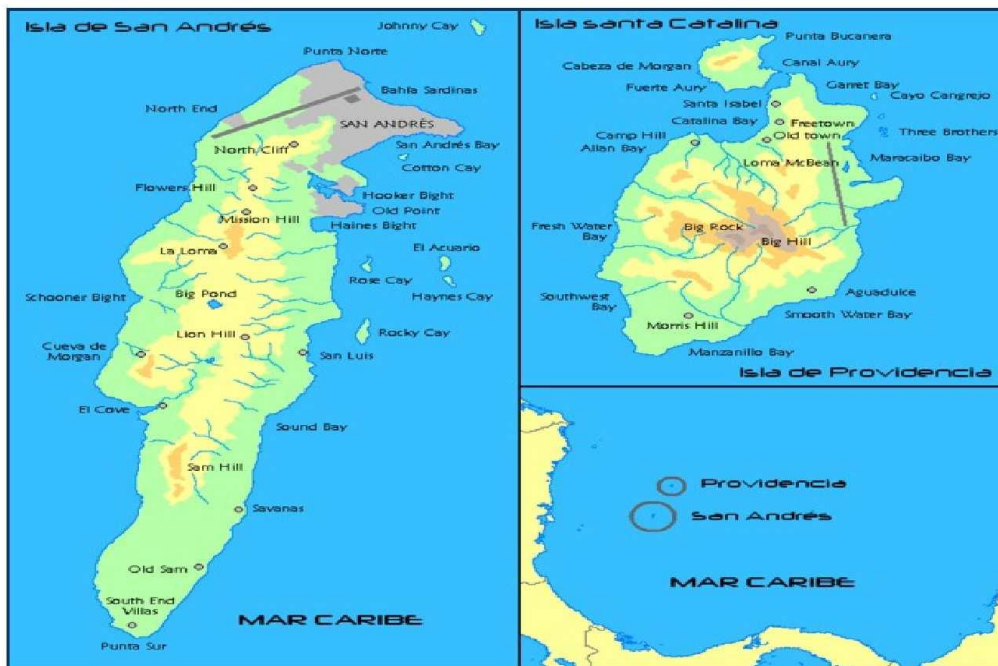 Isla de San Andrés
Johnny Cay
Punta Norte
Bahía Sardinas
North End
SAN ANDRÉS
North Cliff
San Andrés Bay
Cotton Cay
Flowers Hill
Hooker Bight
Old Point
Mission Hill
Haines Bight
La Loma
El Acuario
Rose Cay
Haynes Cay
Schooner Bight
Big Pond
Lion Hill
Rocky Cay
Cueva de
Morgan
San Luis
El Cove
Sound Bay
Sam Hill
Savanas
Old Sam
South End
Villas
Punta Sur
MAR CARIBE
Isla santa Catalina
Punta Bucanera
Cabeza de Morgan
Canal Aury
Fuerte Aury
Garret Bay
Cayo Cangrejo
Santa Isabel
Catalina Bay
Freetown
Camp Hill
Old town
Three Brothers
Allan Bay
Lorra McBean
Maracaibo Bay
Fresh Water
Bay
Big Rock
Big Hill
Southwest
Bay
Aguadulce
Morris Hill
Smooth Water Bay
Manzanillo Bay
Isla de Providencia
Providencia
San Andrés
MAR CARIBE